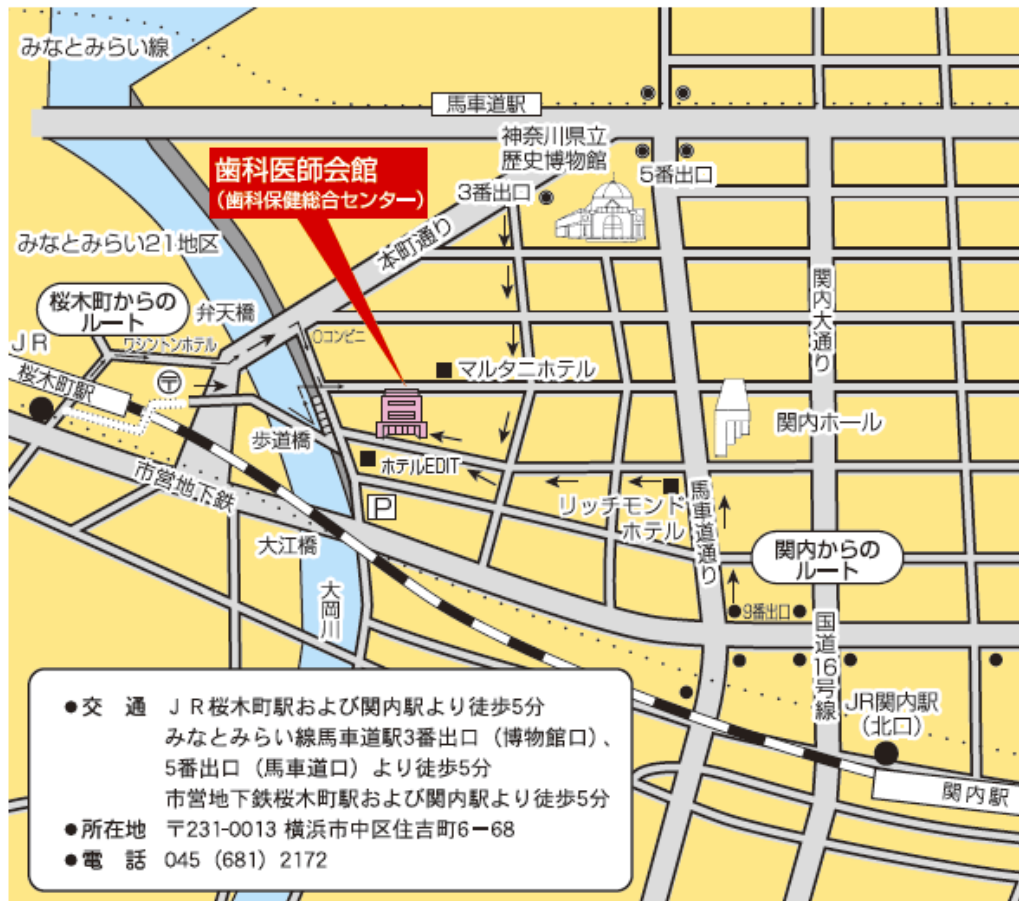 みなとみらい線
馬車道駅
神奈川県立
歴史博物館
歯科医師会館
(歯科保健総合センター)
3番出口
5番出口
みなとみらい21地区
本町通り
桜木町からの
ルート
弁天橋
関内大通り
JR
ワシントンホテル
0コンビニ
桜木町駅
〒
マルタニホテル
関内ホール
歩道橋
ホテルEDIT
市営地下鉄
P
リッチモンド
ホテル
馬車道通り
大江橋
関内からの
ルート
大岡川
9番出口
国道16号線
JR関内駅
(北口)
関内駅
●交 通 JR桜木町駅および関内駅より徒歩5分
みなとみらい線馬車道駅3番出口(博物館口)、
5番出口(馬車道口)より徒歩5分
市営地下鉄桜木町駅および関内駅より徒歩5分
●所在地 〒231-0013 横浜市中区住吉町6-68
●電 話 045(681)2172